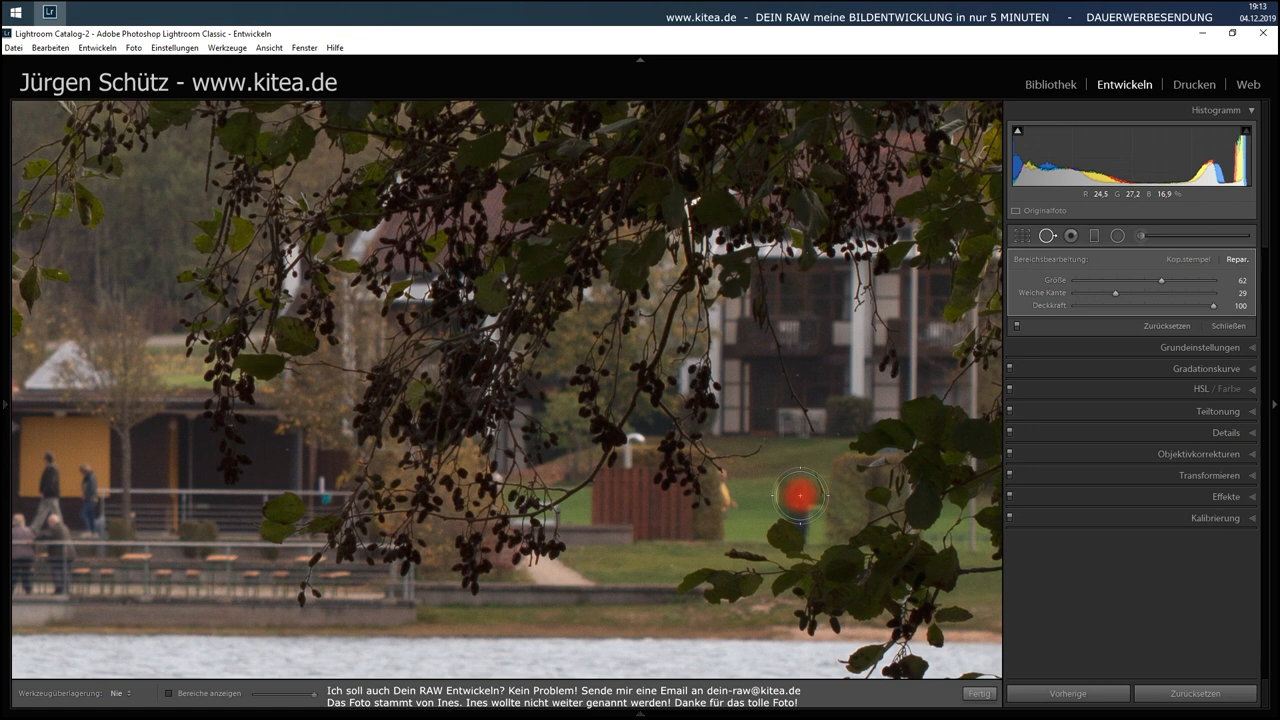 www.kitea.de - DEIN RAW meine BILDENTWICKLUNG in nur 5 MINUTEN - DAUERWERBESENDUNG
19:13
04.12.2019
Lr
Lr Lightroom Catalog-2 - Adobe Photoshop Lightroom Classic - Entwickeln
Datei Bearbeiten Entwickeln Foto Einstellungen Werkzeuge Ansicht Fenster Hilfe
Jürgen Schütz - www.kitea.de
Bibliothek | Entwickeln | Drucken | Web
Histogramm
R 24,5 G 27,2 B 16,9 %
Originalfoto
Bereichsbearbeitung: Kop.stempel Repar.
Größe 62
Weiche Kante 29
Deckkraft 100
Zurücksetzen Schließen
Grundeinstellungen
Gradationskurve
HSL / Farbe
Teiltonung
Details
Objektivkorrekturen
Transformieren
Effekte
Kalibrierung
Werkzeugüberlagerung: Nie Bereiche anzeigen
Ich soll auch Dein RAW Entwickeln? Kein Problem! Sende mir eine Email an dein-raw@kitea.de
Das Foto stammt von Ines. Ines wollte nicht weiter genannt werden! Danke für das tolle Foto!
Fertig
Vorherige Zurücksetzen